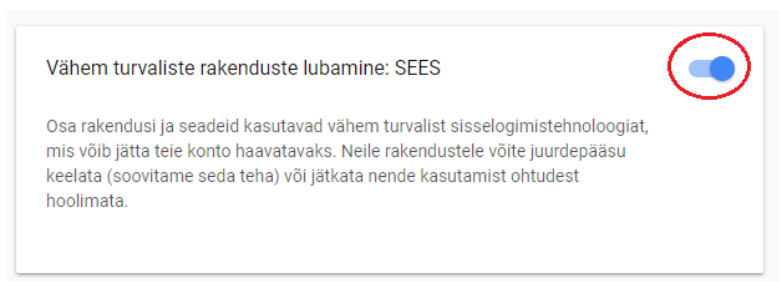 Vähem turvaliste rakenduste lubamine: SEES
Osa rakendusi ja seadeid kasutavad vähem turvalist sisselogimistehnoloogiat,
mis võib jätta teie konto haavatavaks. Neile rakendustele võite juurdepääsu
keelata (soovitame seda teha) või jätkata nende kasutamist ohtudest
hoolimata.